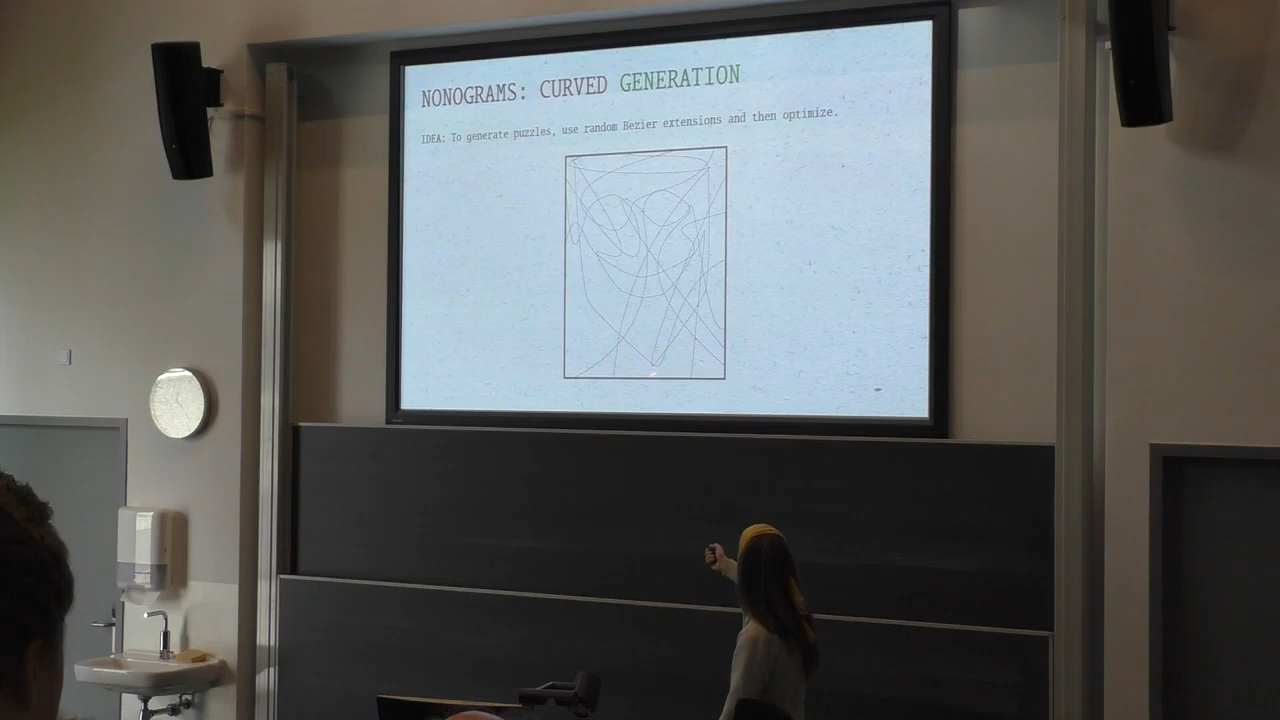 NONOGRAMS: CURVED GENERATION
IDEA: To generate puzzles, use random Bezier extensions and then optimize.